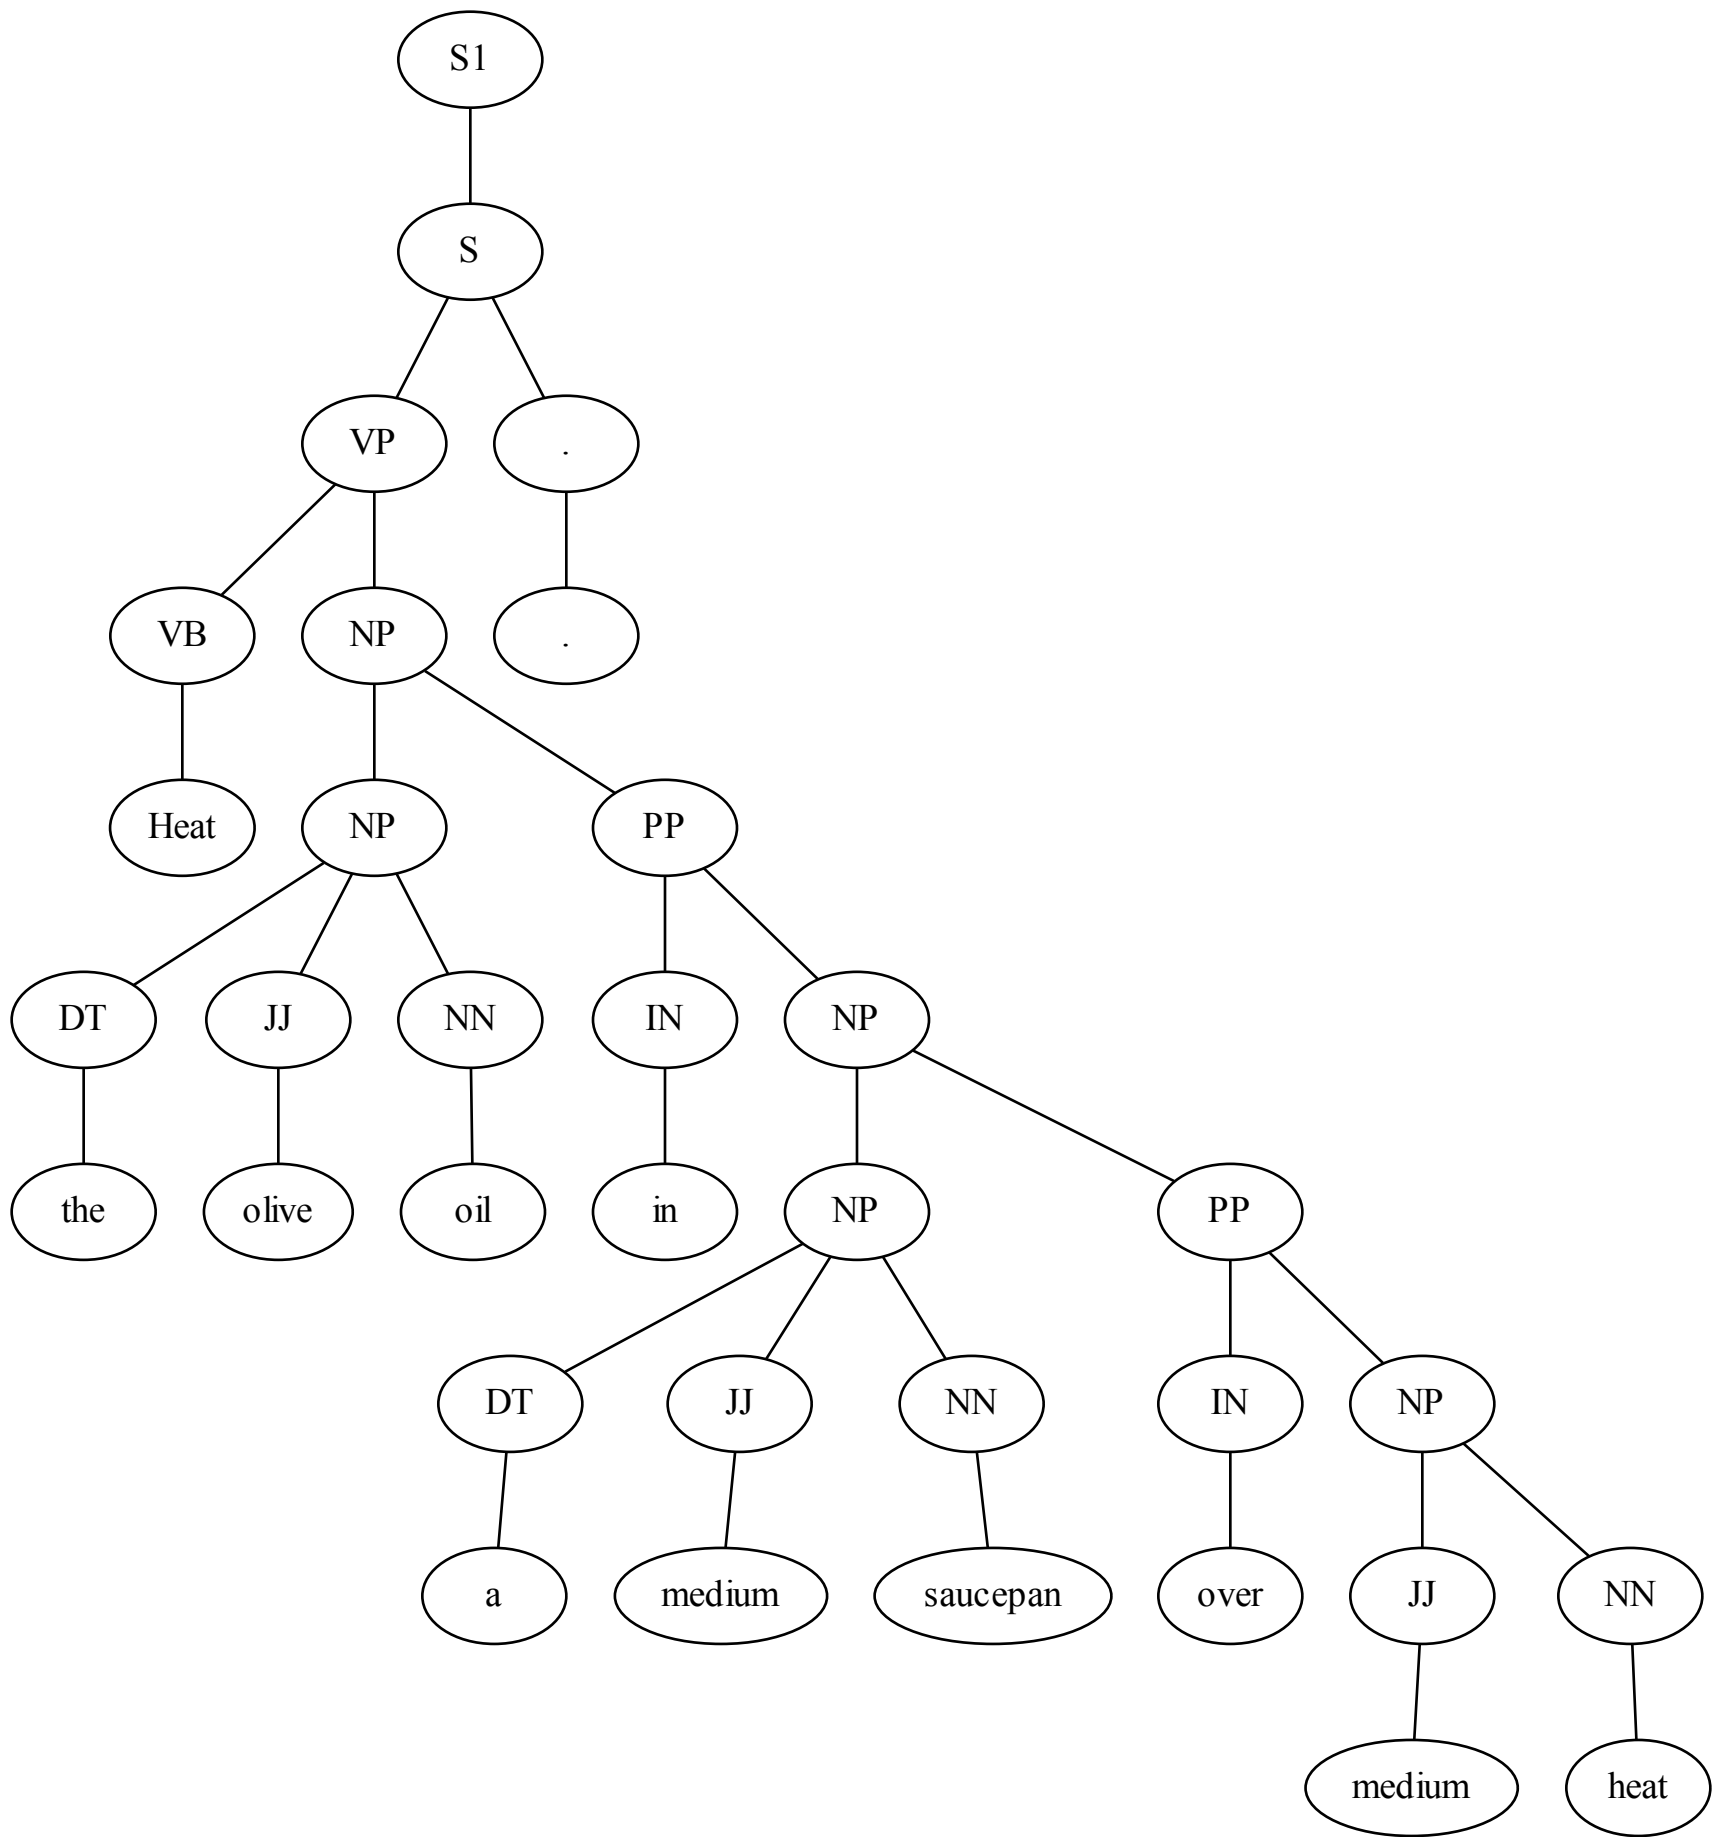 S1
S
VP .
VB NP .
Heat NP PP
DT JJ NN IN NP
the olive oil in NP PP
DT JJ NN IN NP
a medium saucepan over JJ NN
medium heat